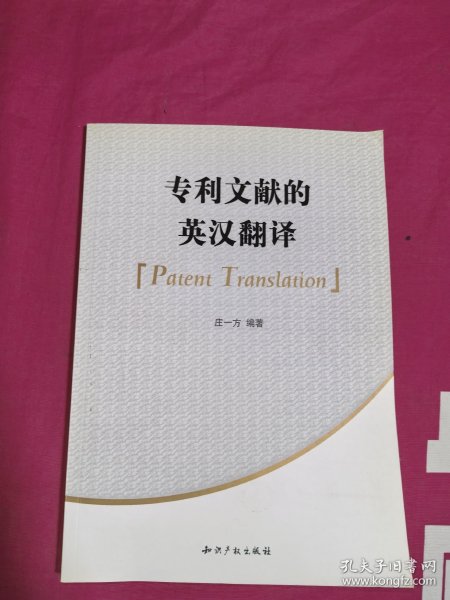 专利文献的
英汉翻译
「Patent Translation」
庄一方 编著
知识产权出版社
孔夫子旧书网
www.kongfz.com